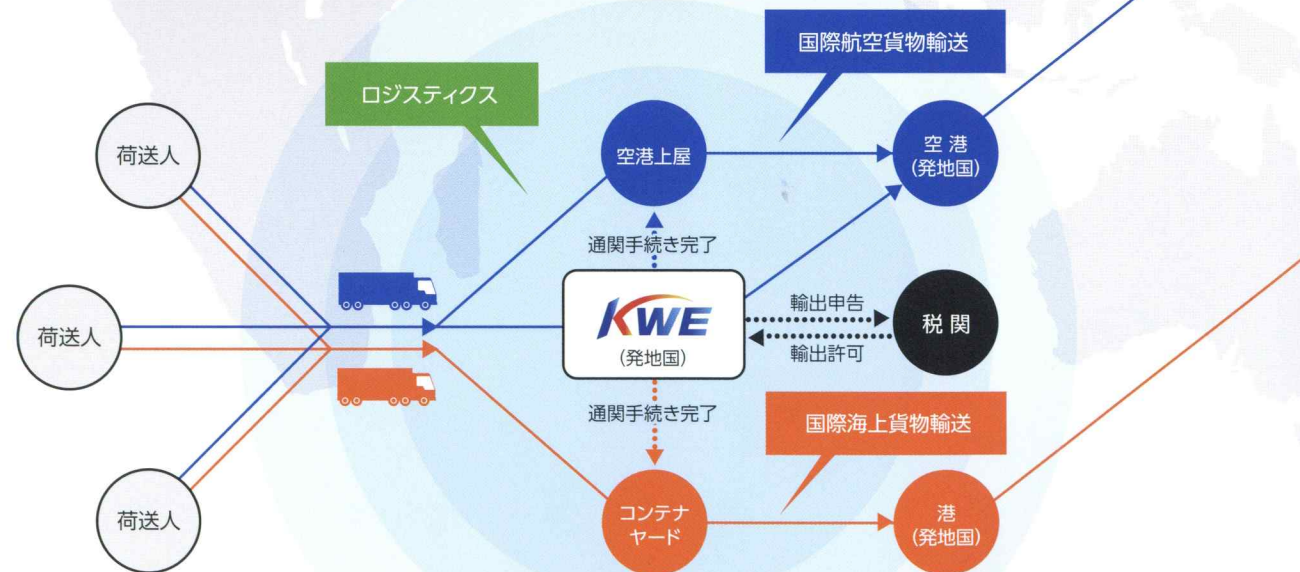 国際航空貨物輸送
ロジスティクス
荷送人
空港上屋
空 港
(発地国)
通関手続き完了
荷送人
KWE
(発地国)
輸出申告
輸出許可
税 関
通関手続き完了
国際海上貨物輸送
荷送人
コンテナ
ヤード
港
(発地国)